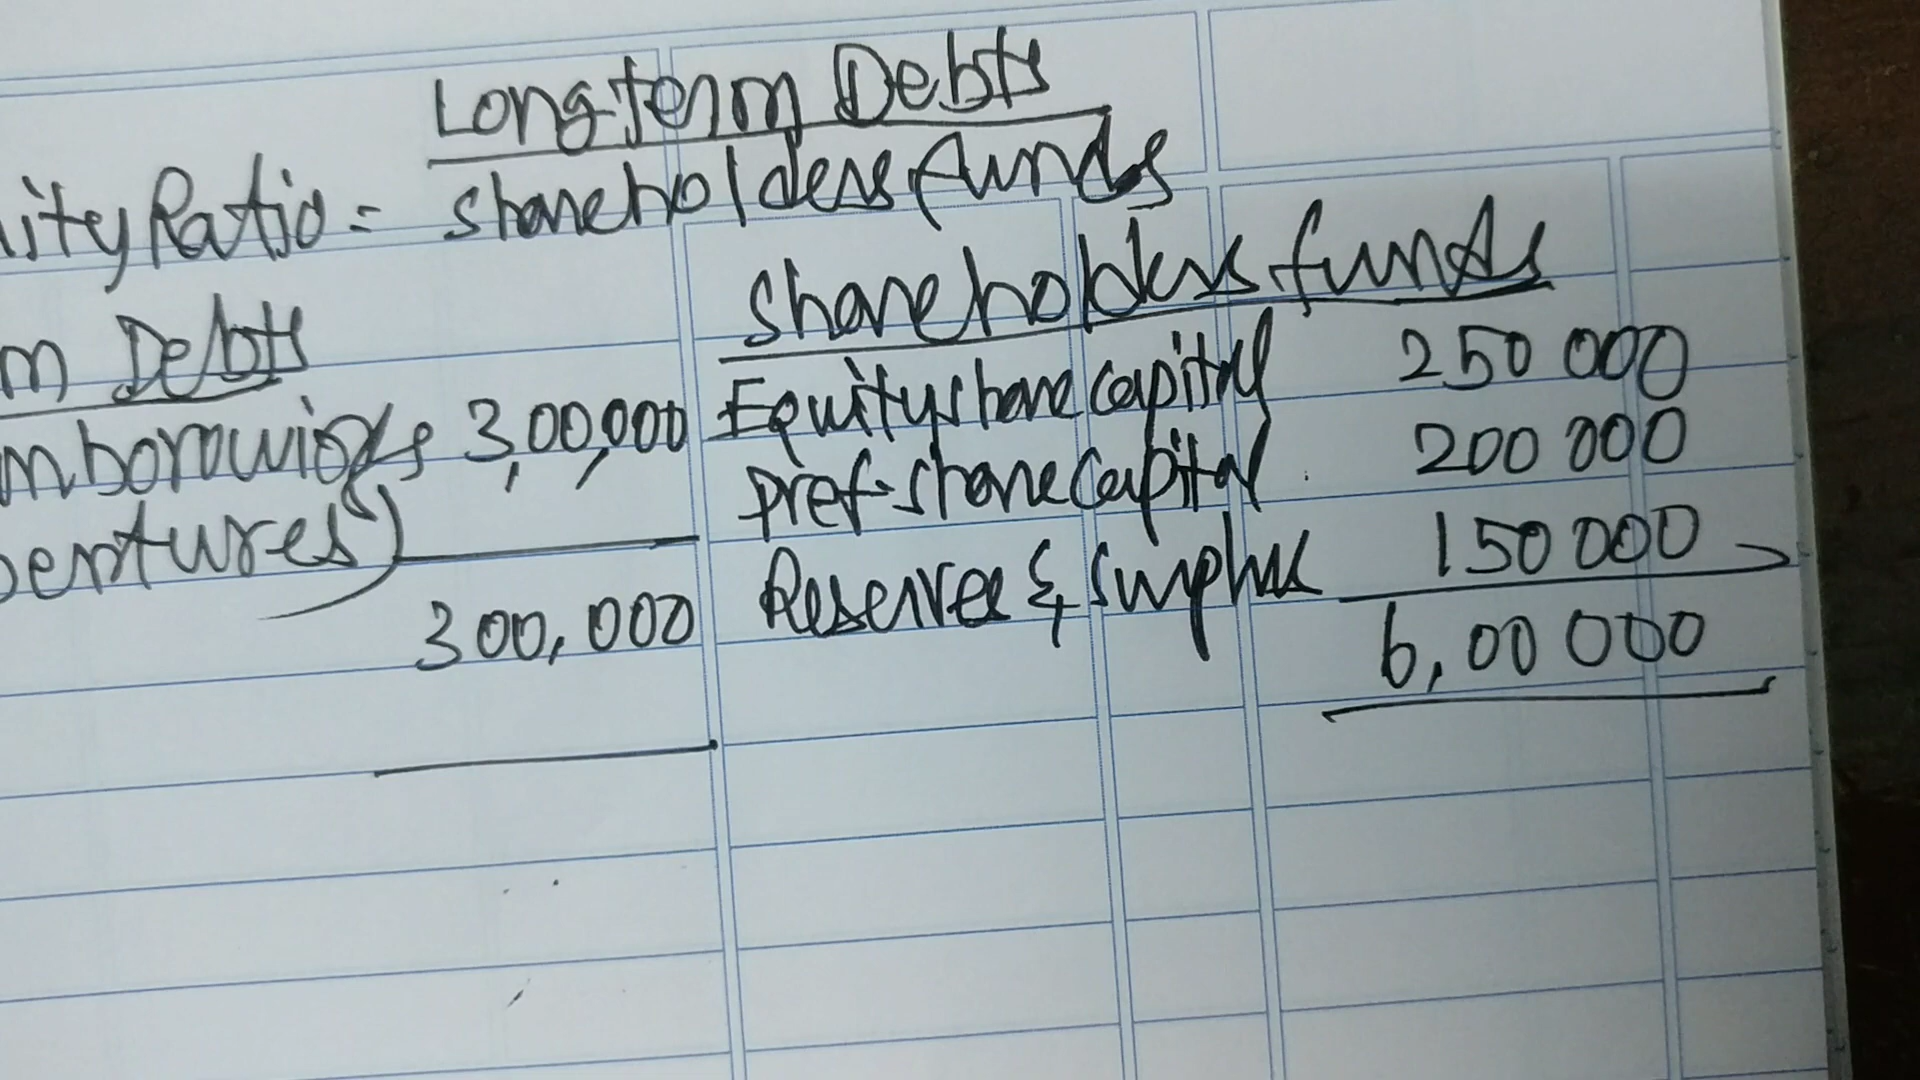 Long-term Debts
ity Ratio = shareholders funds
shareholders funds
m Debts
Equity share capital 250 000
m borrowings 3,00,000
pref. share capital 200 000
bentures)
Reserves & Surplus 150 000
300,000
6,00 000